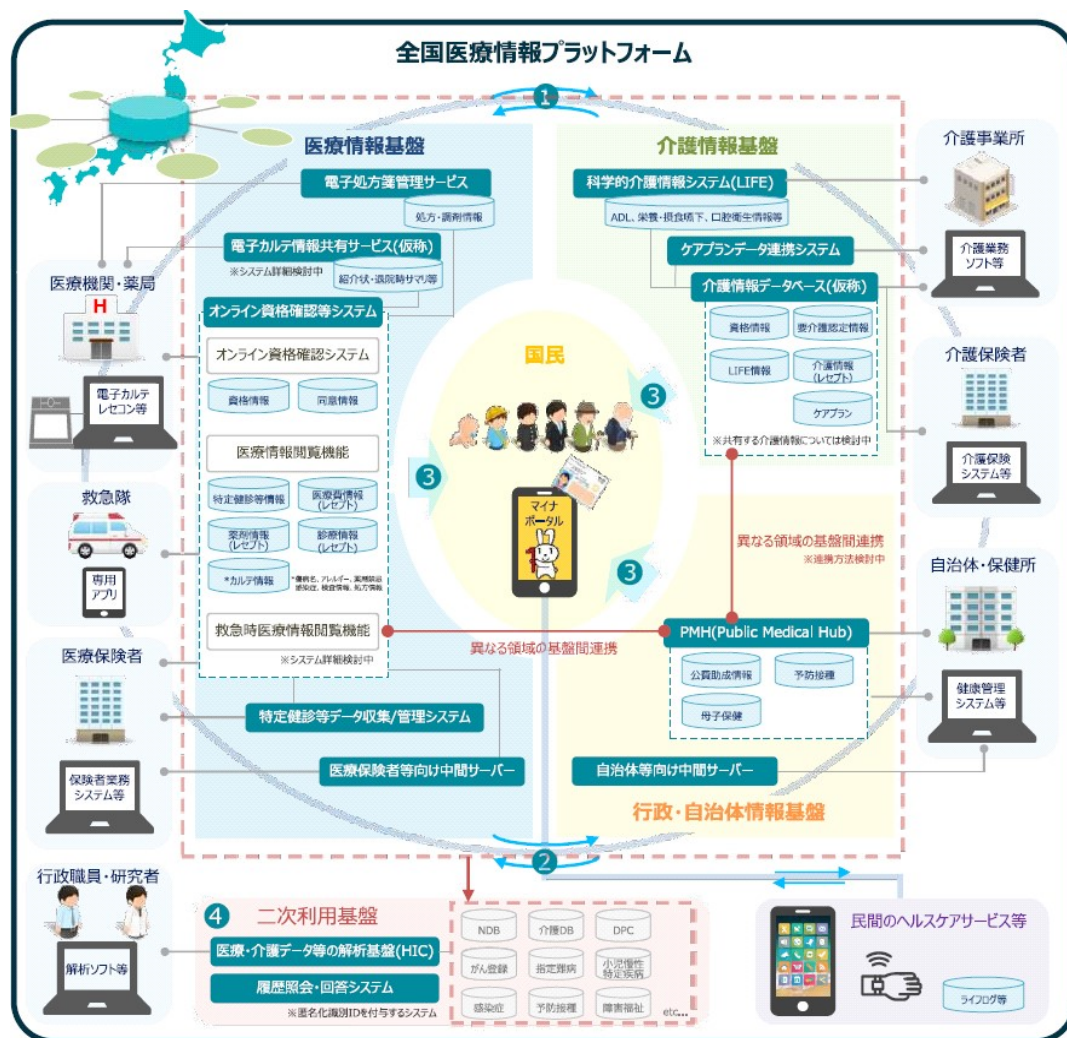 全国医療情報プラットフォーム
1
医療情報基盤
電子処方箋管理サービス
処方・調剤情報
電子カルテ情報共有サービス(仮称)
※システム詳細検討中
紹介状・退院時サマリ等
オンライン資格確認等システム
オンライン資格確認システム
資格情報
同意情報
医療情報閲覧機能
特定健診等情報
医療費情報
(レセプト)
薬剤情報
(レセプト)
診療情報
(レセプト)
*カルテ情報
*傷病名、アレルギー、薬剤禁忌
感染症、検査情報、処方情報
救急時医療情報閲覧機能
※システム詳細検討中
特定健診等データ収集/管理システム
医療保険者等向け中間サーバー
介護情報基盤
科学的介護情報システム(LIFE)
ADL、栄養・摂食嚥下、口腔衛生情報等
ケアプランデータ連携システム
介護情報データベース(仮称)
資格情報
要介護認定情報
LIFE情報
介護情報
(レセプト)
ケアプラン
※共有する介護情報については検討中
国民
3
3
3
マイナ
ポータル
異なる領域の基盤間連携
※連携方法検討中
異なる領域の基盤間連携
PMH(Public Medical Hub)
公費助成情報
予防接種
母子保健
自治体等向け中間サーバー
行政・自治体情報基盤
2
医療機関・薬局
H
電子カルテ
レセコン等
救急隊
専用
アプリ
医療保険者
保険者業務
システム等
行政職員・研究者
解析ソフト等
介護事業所
介護業務
ソフト等
介護保険者
介護保険
システム等
自治体・保健所
健康管理
システム等
4
二次利用基盤
医療・介護データ等の解析基盤(HIC)
履歴照会・回答システム
※匿名化識別IDを付与するシステム
NDB
介護DB
DPC
がん登録
指定難病
小児慢性
特定疾病
感染症
予防接種
障害福祉
etc...
民間のヘルスケアサービス等
ライフログ等